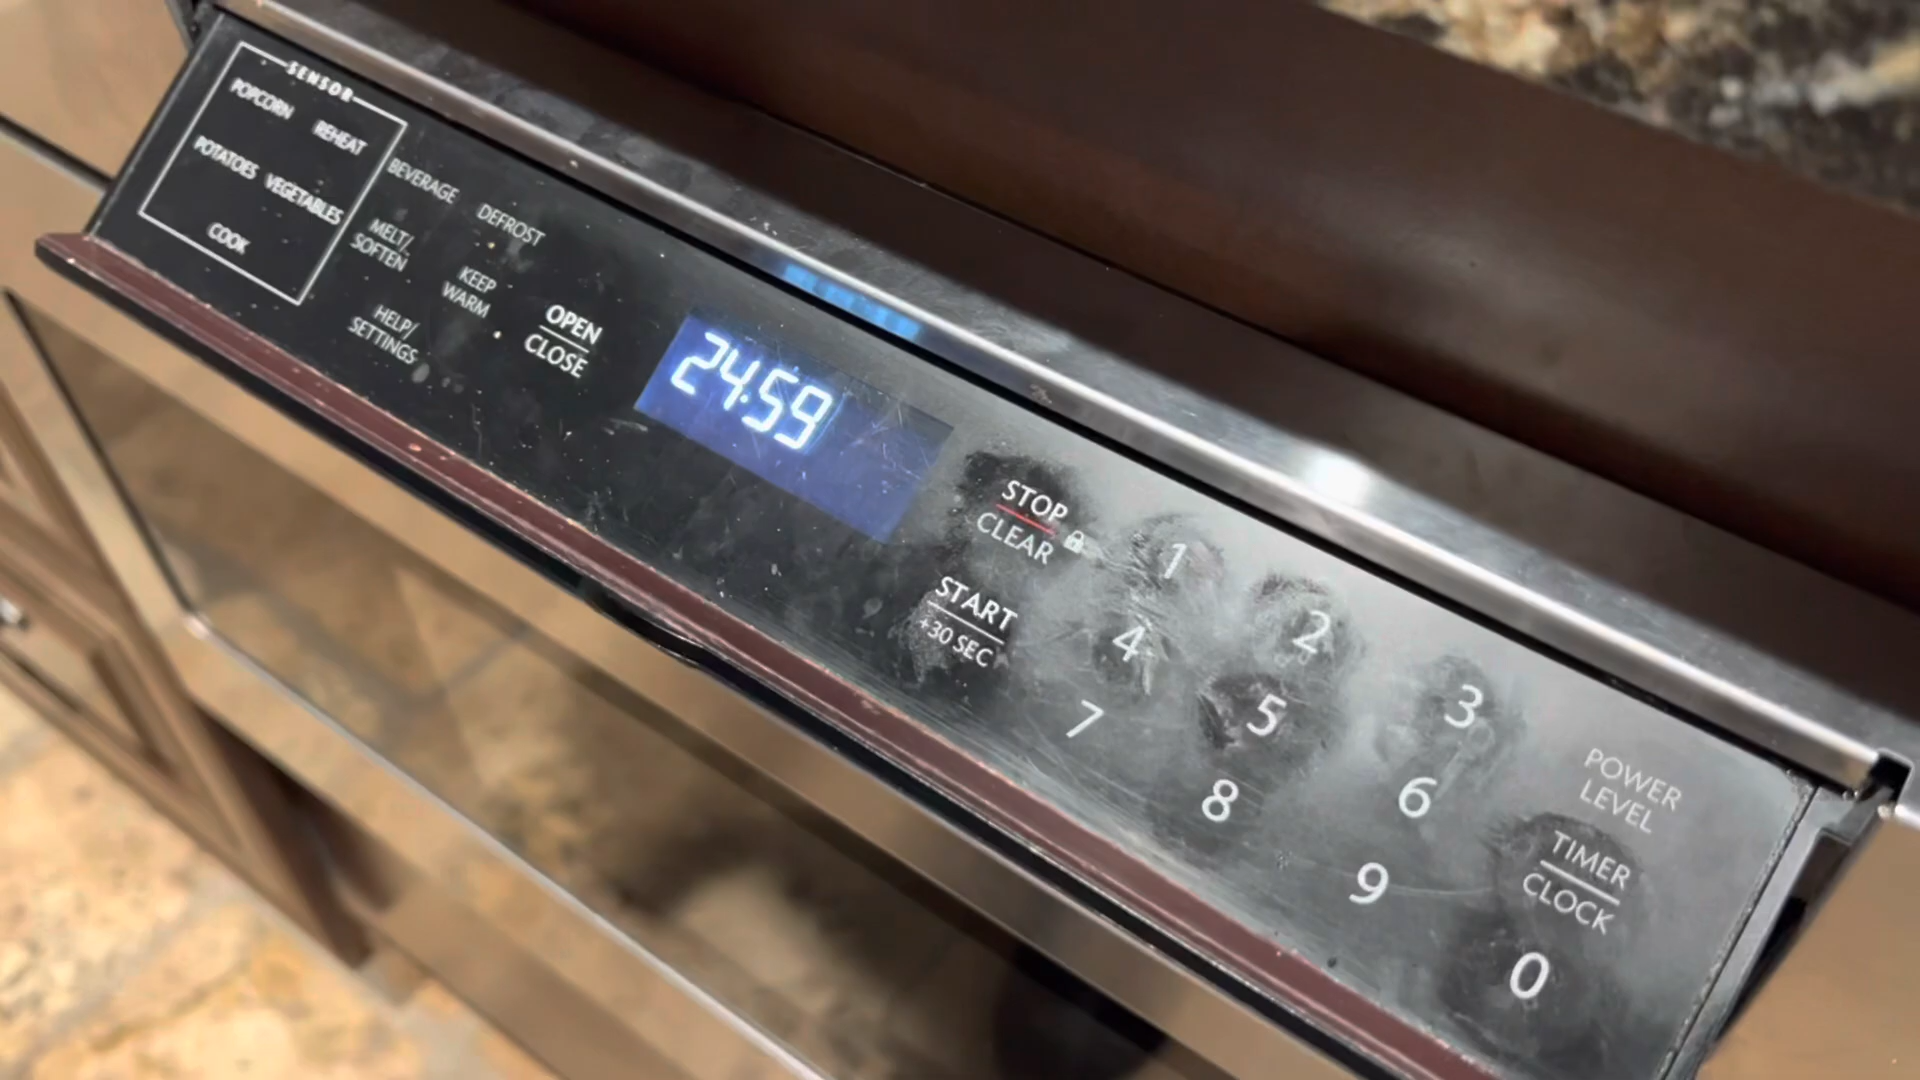 SENSOR
POPCORN REHEAT
POTATOES VEGETABLES
COOK
BEVERAGE DEFROST
MELT/
SOFTEN
KEEP
WARM
HELP/
SETTINGS
OPEN
CLOSE
24:59
STOP
CLEAR
START
+30 SEC
1
2
3
4
5
6
7
8
9
0
POWER
LEVEL
TIMER
CLOCK